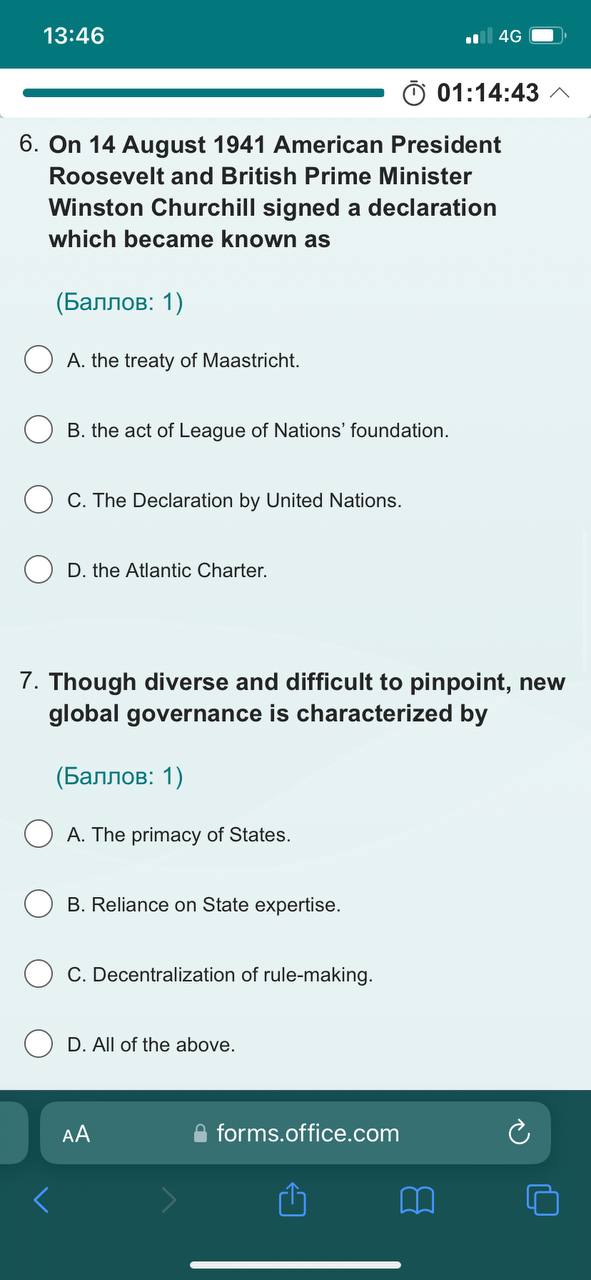 13:46
4G
01:14:43
6. On 14 August 1941 American President
Roosevelt and British Prime Minister
Winston Churchill signed a declaration
which became known as
(Баллов: 1)
A. the treaty of Maastricht.
B. the act of League of Nations’ foundation.
C. The Declaration by United Nations.
D. the Atlantic Charter.
7. Though diverse and difficult to pinpoint, new
global governance is characterized by
(Баллов: 1)
A. The primacy of States.
B. Reliance on State expertise.
C. Decentralization of rule-making.
D. All of the above.
AA forms.office.com